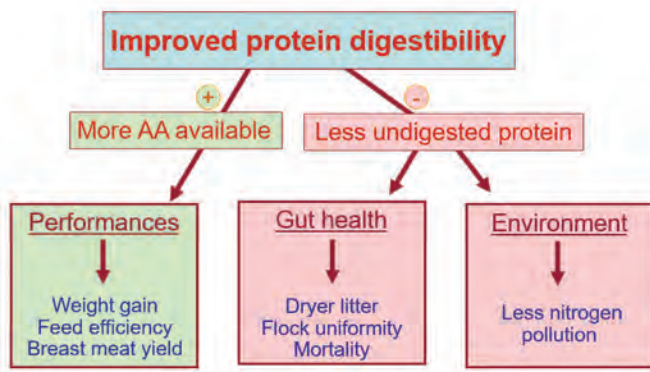 Improved protein digestibility
+
-
More AA available
Less undigested protein
Performances
Weight gain
Feed efficiency
Breast meat yield
Gut health
Dryer litter
Flock uniformity
Mortality
Environment
Less nitrogen
pollution